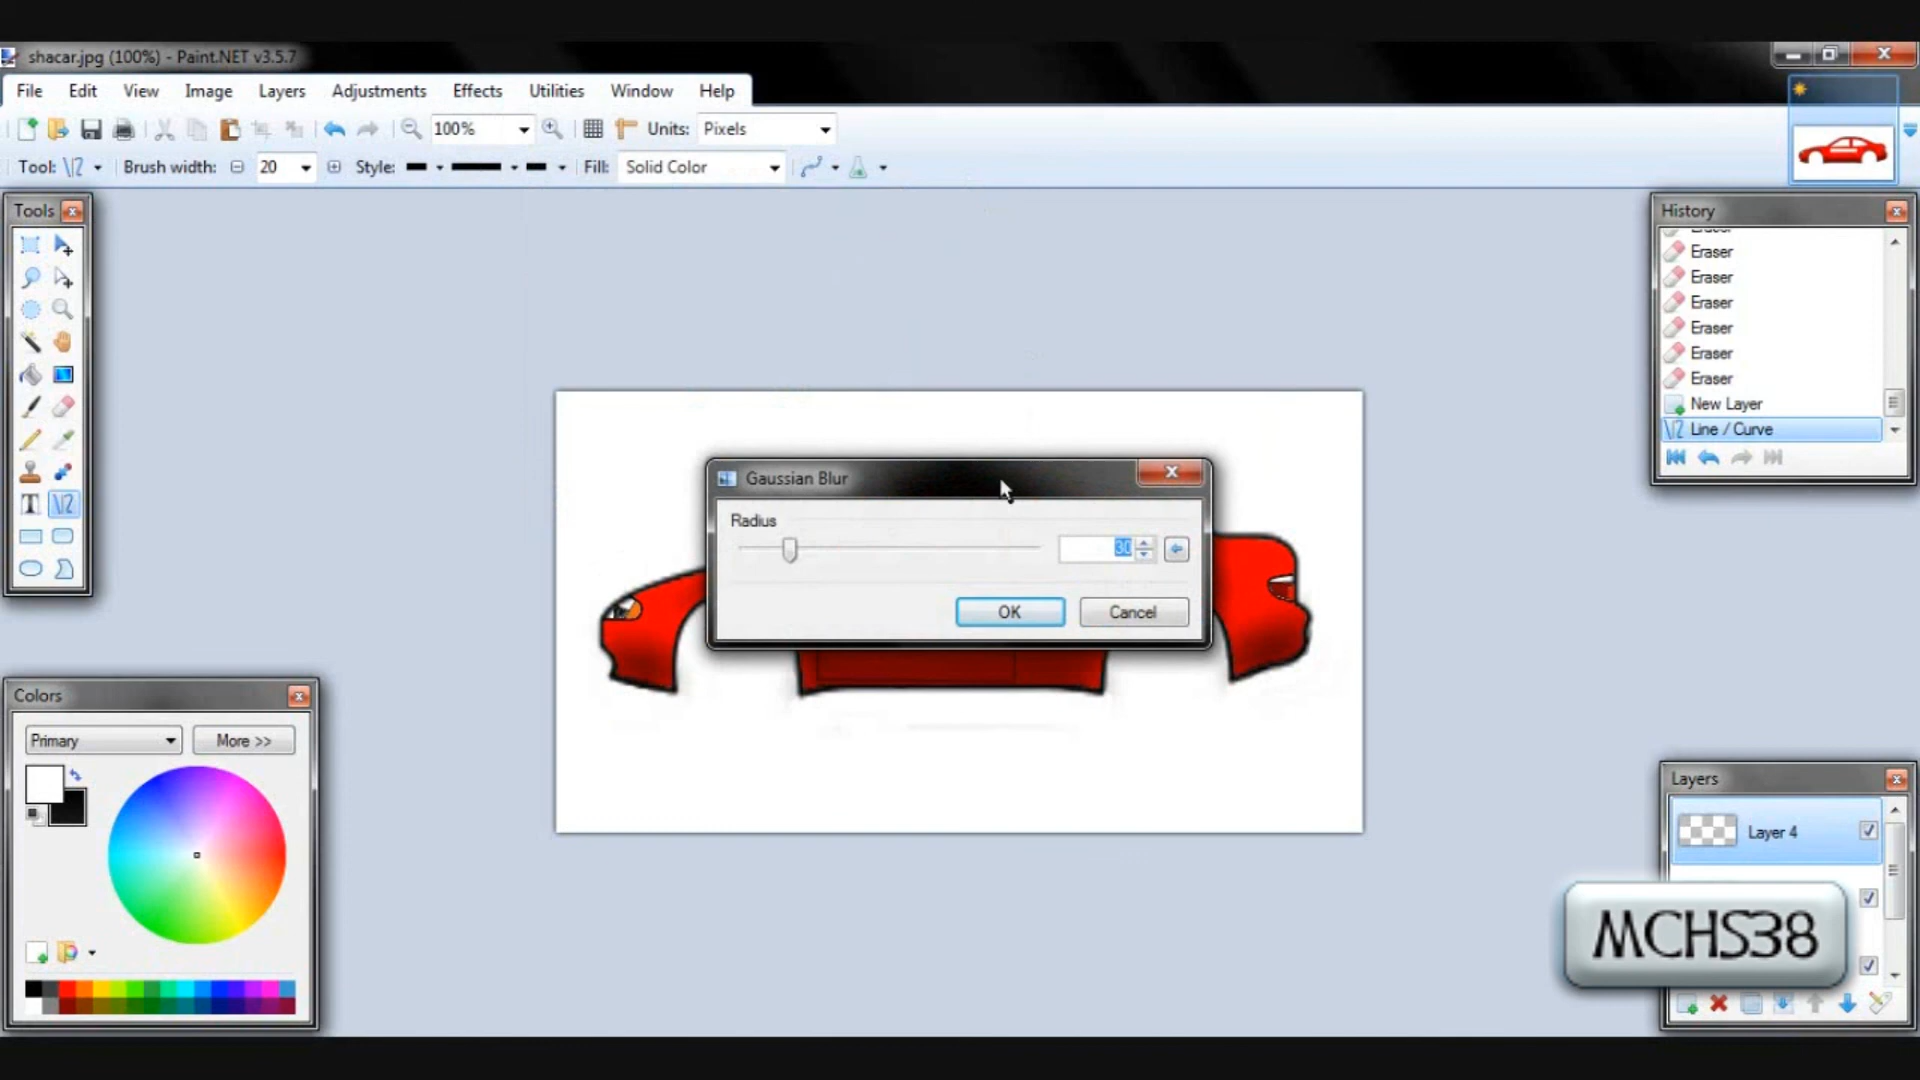 shacar.jpg (100%) - Paint.NET v3.5.7
File Edit View Image Layers Adjustments Effects Utilities Window Help
100% Units: Pixels
Tool: Brush width: 20 Style: Fill: Solid Color
Tools
History
Eraser
Eraser
Eraser
Eraser
Eraser
Eraser
Eraser
New Layer
Line / Curve
Gaussian Blur
Radius
30
OK Cancel
Colors
Primary More >>
Layers
Layer 4
MCHS38